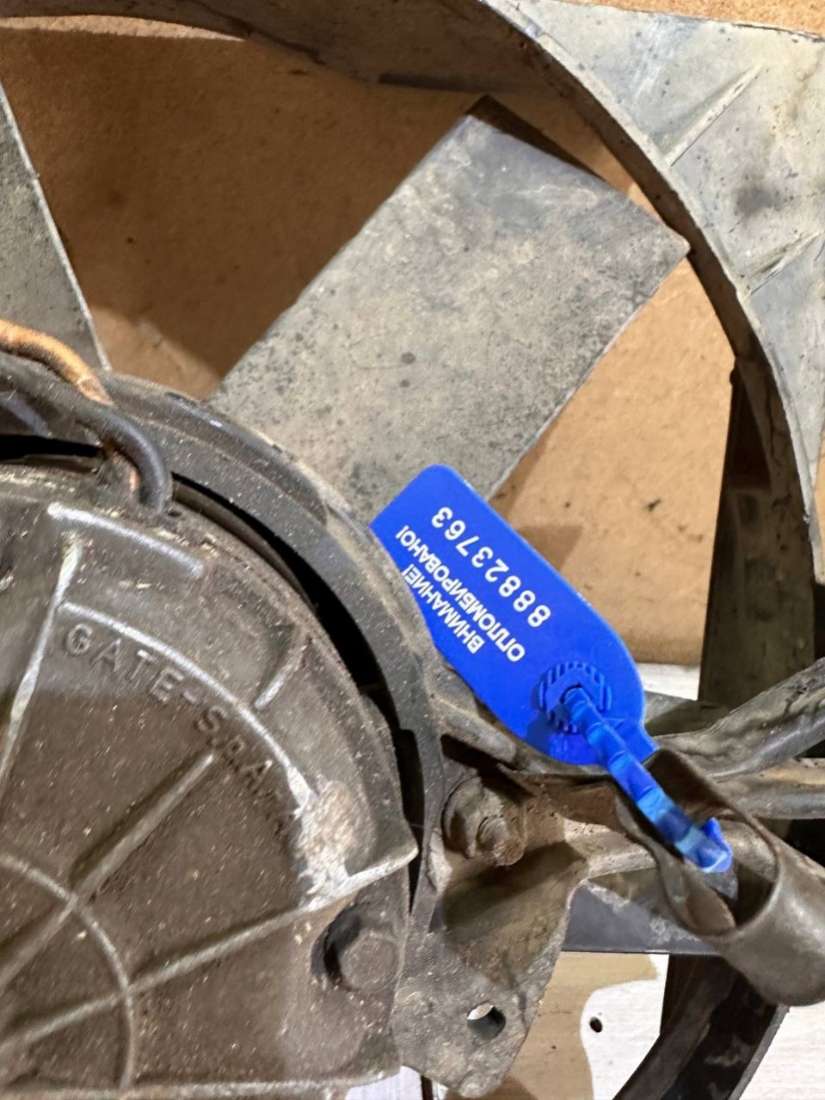 ВНИМАНИЕ!
ОПЛОМБИРОВАНО!
88823763
GATE-S.p.A.